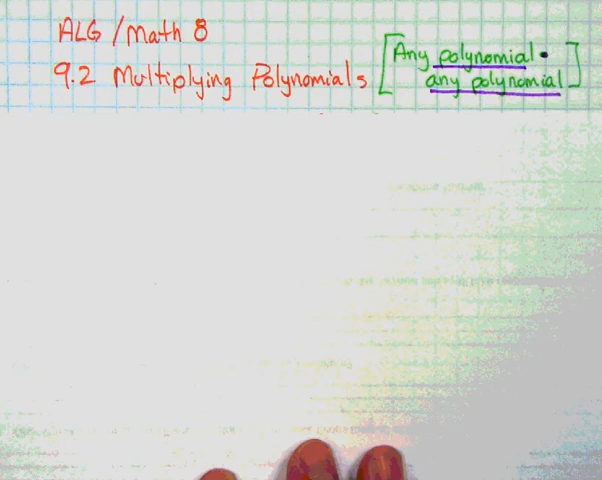 ALG / Math 8
9.2 Multiplying Polynomials [Any polynomial •
any polynomial]